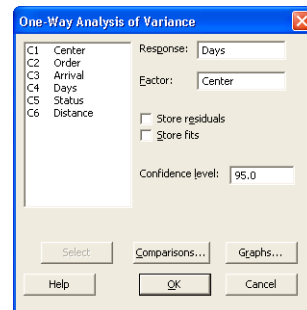 One-Way Analysis of Variance
C1 Center
C2 Order
C3 Arrival
C4 Days
C5 Status
C6 Distance
Response: Days
Factor: Center
Store residuals
Store fits
Confidence level: 95.0
Select
Comparisons...
Graphs...
Help
OK
Cancel